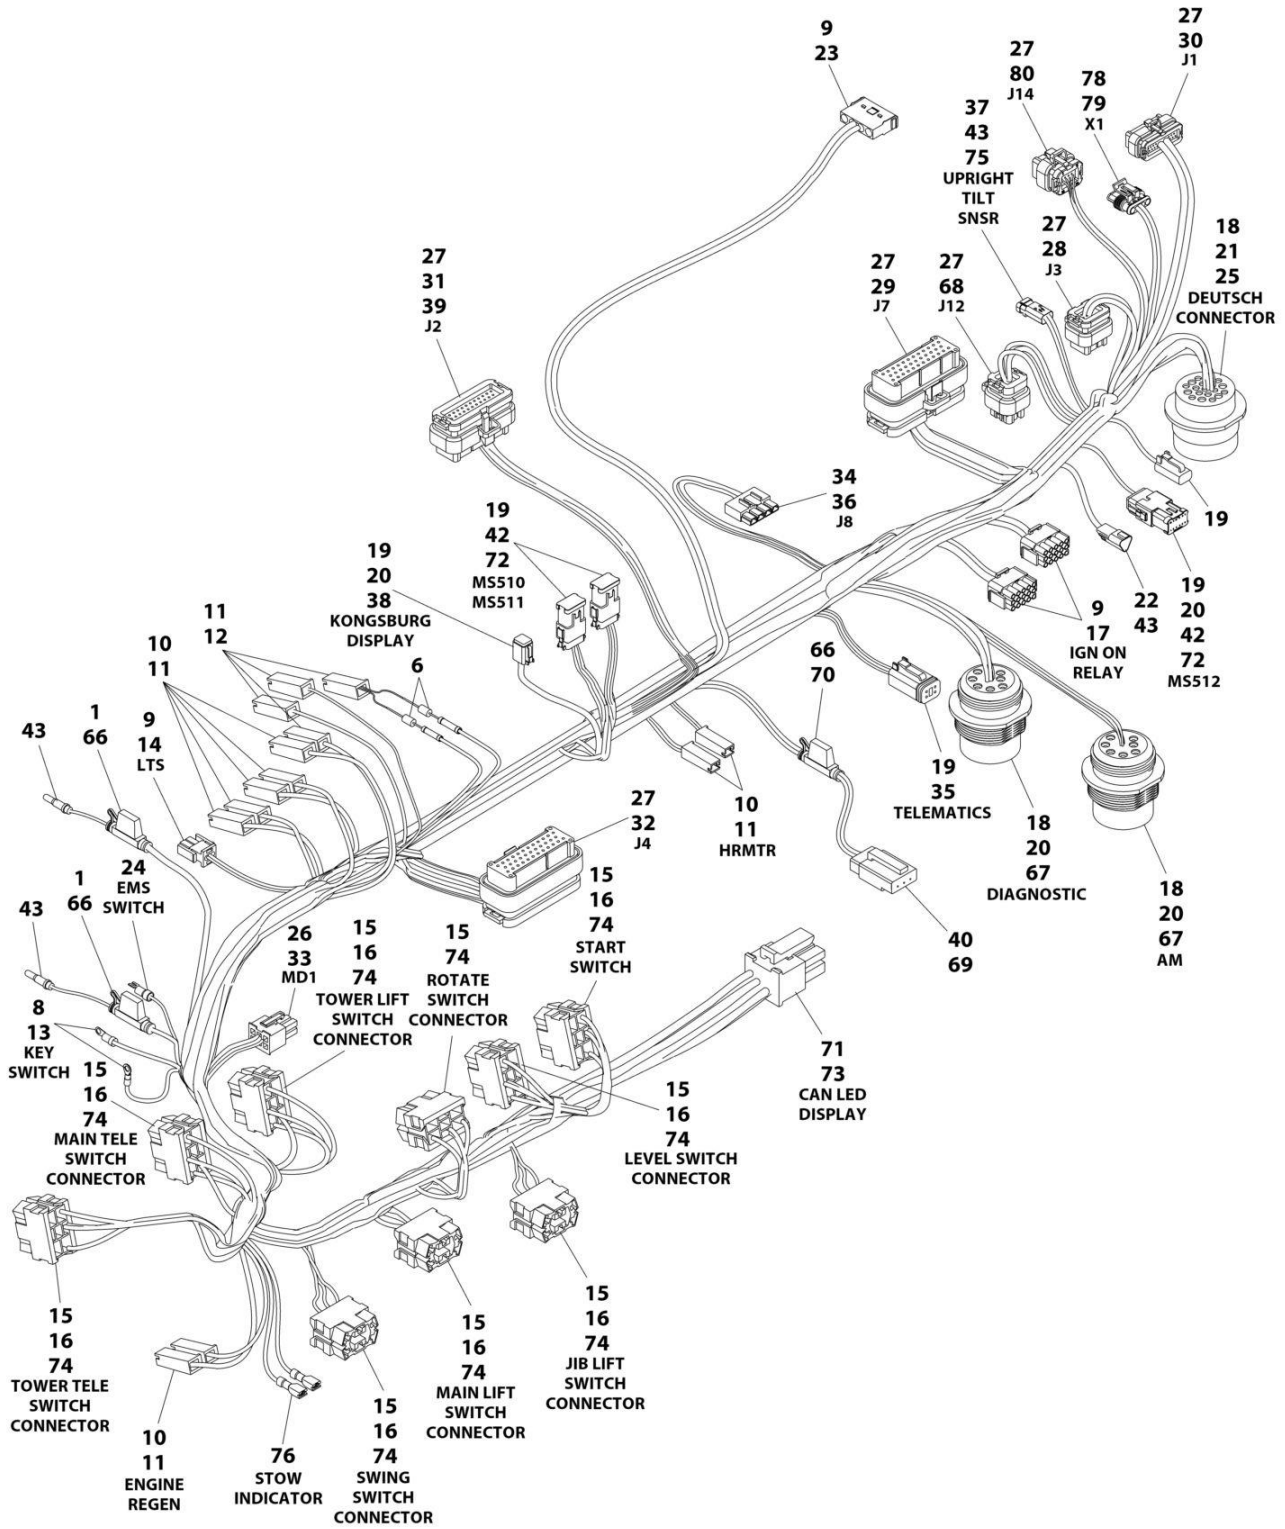 9
23
27
30
J1
27
80
J14
78
79
X1
37
43
75
UPRIGHT
TILT
SNSR
27
28
J3
18
21
25
DEUTSCH
CONNECTOR
27
31
39
J2
27
29
J7
27
68
J12
34
36
J8
19
19
42
72
MS510
MS511
19
20
38
KONGSBURG
DISPLAY
11
12
10
11
6
9
17
IGN ON
RELAY
22
43
19
20
42
72
MS512
66
70
1
66
43
9
14
LTS
19
35
TELEMATICS
10
11
HRMTR
27
32
J4
18
20
67
DIAGNOSTIC
18
20
67
AM
40
69
1
66
24
EMS
SWITCH
43
26
33
MD1
15
16
74
TOWER LIFT
SWITCH
CONNECTOR
15
74
ROTATE
SWITCH
CONNECTOR
15
16
74
START
SWITCH
8
13
KEY
SWITCH
15
16
74
MAIN TELE
SWITCH
CONNECTOR
71
73
CAN LED
DISPLAY
15
16
74
LEVEL SWITCH
CONNECTOR
15
16
74
TOWER TELE
SWITCH
CONNECTOR
15
16
74
JIB LIFT
SWITCH
CONNECTOR
15
16
74
MAIN LIFT
SWITCH
CONNECTOR
10
11
ENGINE
REGEN
76
STOW
INDICATOR
15
16
74
SWING
SWITCH
CONNECTOR